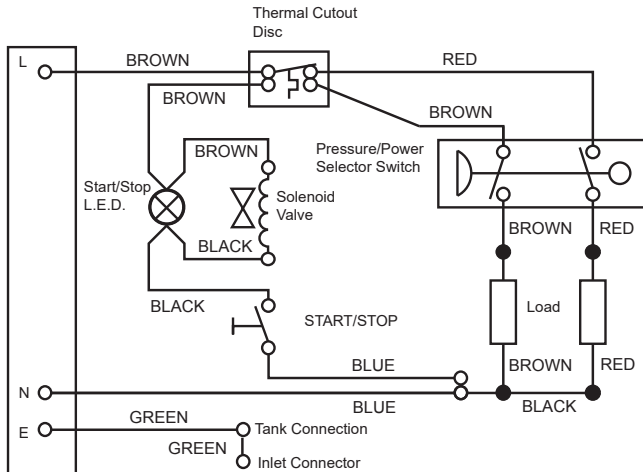 Thermal Cutout
Disc
L
BROWN
RED
BROWN
BROWN
Pressure/Power
Selector Switch
BROWN
Start/Stop
L.E.D.
Solenoid
Valve
BLACK
BROWN
RED
BLACK
START/STOP
Load
BLUE
BROWN
RED
N
BLUE
BLACK
E
GREEN
Tank Connection
GREEN
Inlet Connector